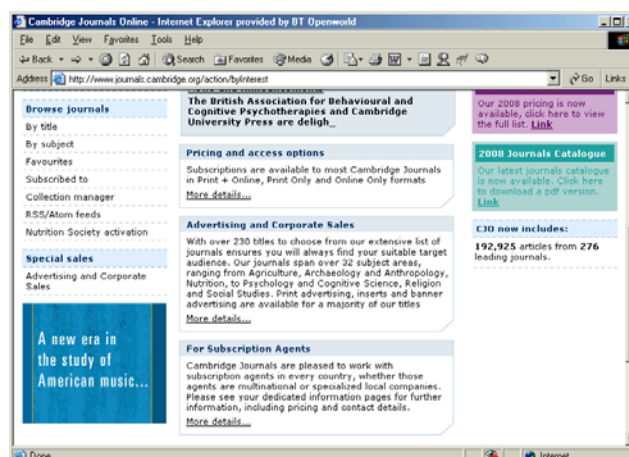 Cambridge Journals Online - Internet Explorer provided by BT Openworld
File Edit View Favorites Tools Help
Back Search Favorites Media
Address http://www.journals.cambridge.org/action/byInterest Go Links
Browse journals
By title
By subject
Favourites
Subscribed to
Collection manager
RSS/Atom feeds
Nutrition Society activation
Special sales
Advertising and Corporate
Sales
A new era in
the study of
American music...
The British Association for Behavioural and
Cognitive Psychotherapies and Cambridge
University Press are deligh_
Pricing and access options
Subscriptions are available to most Cambridge Journals
in Print + Online, Print Only and Online Only formats
More details...
Advertising and Corporate Sales
With over 230 titles to choose from our extensive list of
journals ensures you will always find your suitable target
audience. Our journals span over 32 subject areas,
ranging from Agriculture, Archaeology and Anthropology,
Nutrition, to Psychology and Cognitive Science, Religion
and Social Studies. Print advertising, inserts and banner
advertising are available for a majority of our titles
More details...
For Subscription Agents
Cambridge Journals are pleased to work with
subscription agents in every country, whether those
agents are multinational or specialized local companies.
Please see your dedicated information pages for further
information, including pricing and contact details.
More details...
Our 2008 pricing is now
available, click here to view
the full list. Link
2008 Journals Catalogue
Our latest journals catalogue
is now available. Click here
to download a pdf version.
Link
CJO now includes:
192,925 articles from 276
leading journals.
Done
Internet